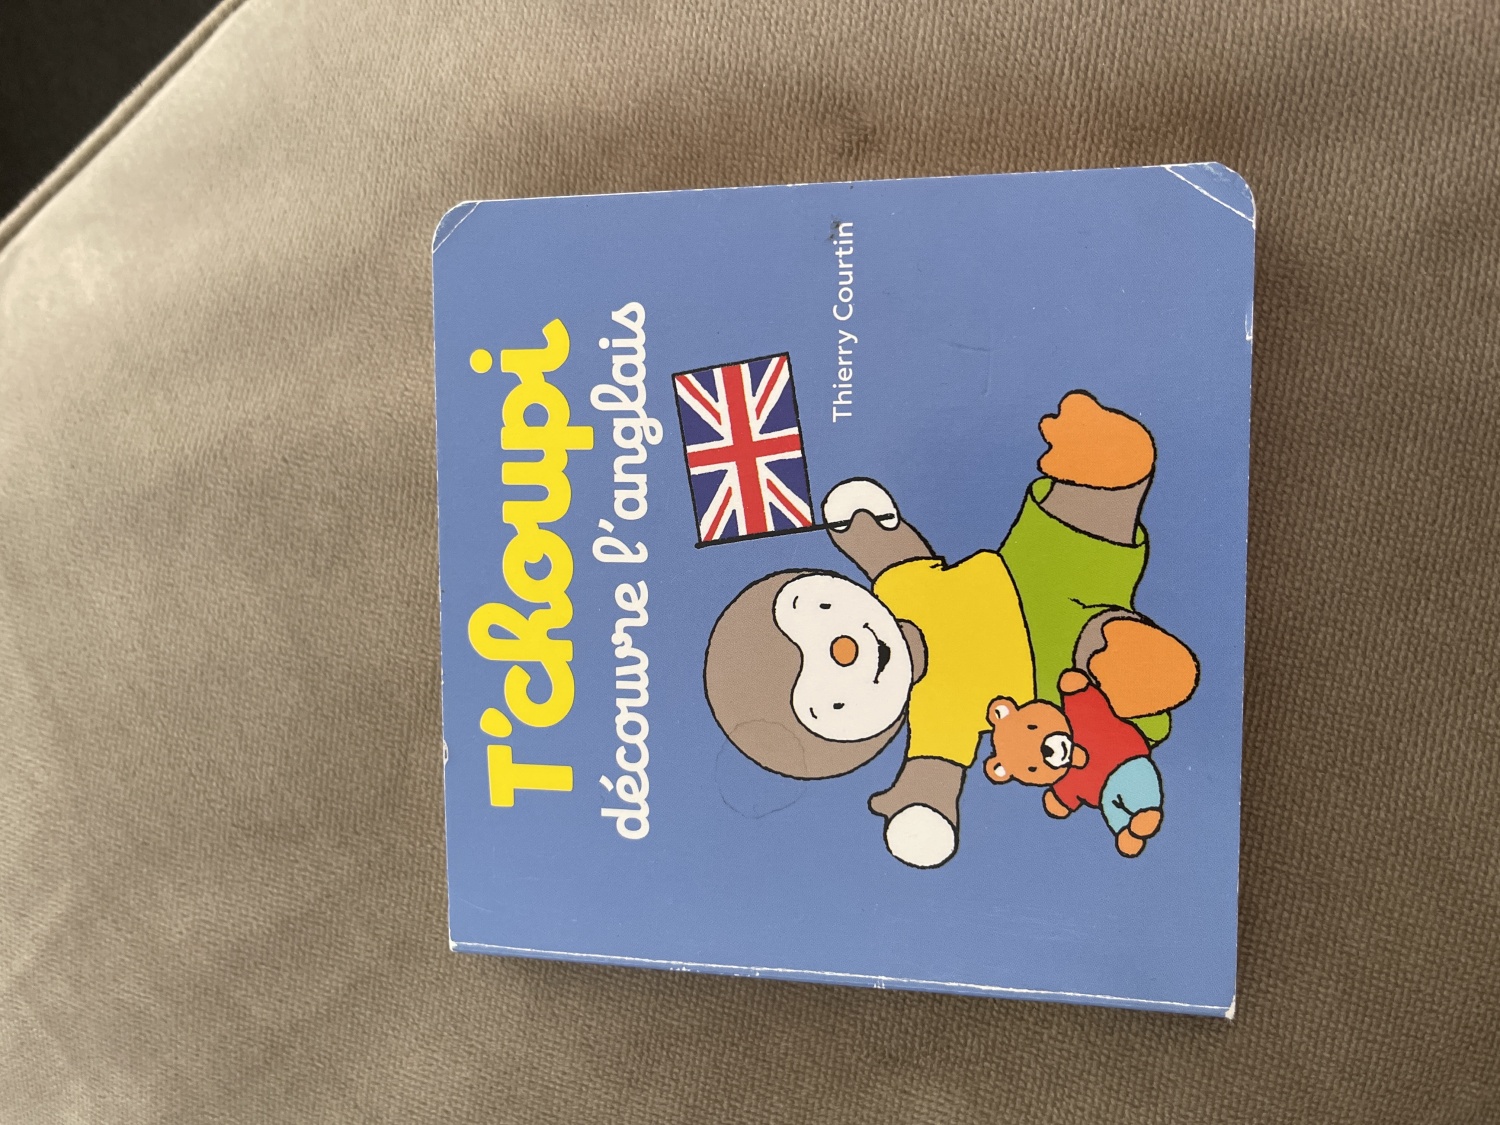 T'choupi
découvre l'anglais
Thierry Courtin